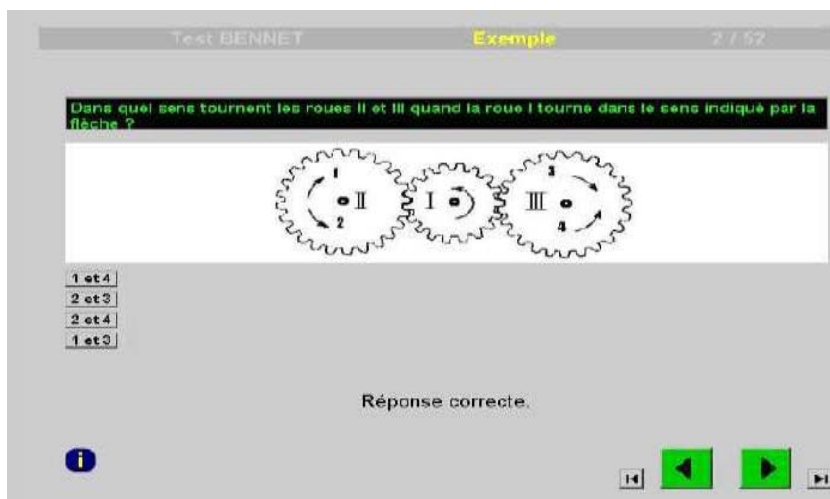 Test BENNET Exemple 2 / 52
Dans quel sens tournent les roues II et III quand la roue I tourne dans le sens indiqué par la
flèche ?
1 3
II I III
2 4
1 et 4
2 et 3
2 et 4
1 et 3
Réponse correcte.
i